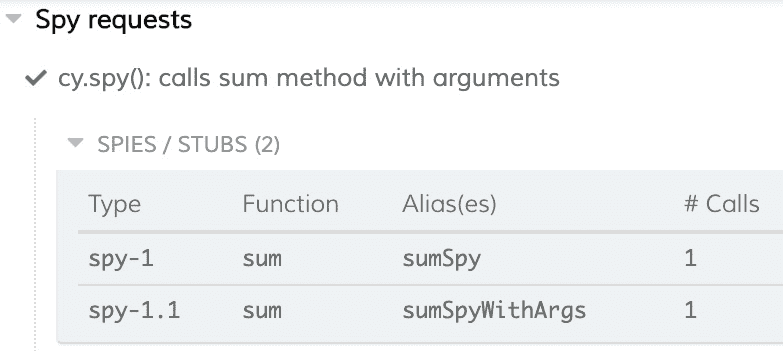 Spy requests
cy.spy(): calls sum method with arguments
SPIES / STUBS (2)
Type Function Alias(es) # Calls
spy-1 sum sumSpy 1
spy-1.1 sum sumSpyWithArgs 1